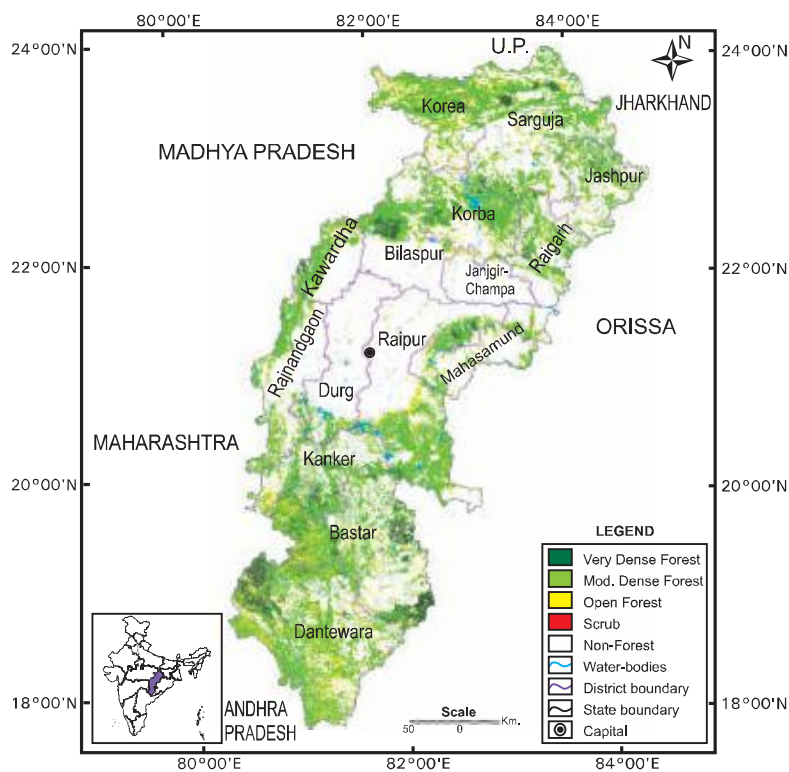 80°00'E 82°00'E 84°00'E
24°00'N 24°00'N
U.P.
N
Korea
JHARKHAND
Sarguja
MADHYA PRADESH
Jashpur
Korba
Kawardha
Raigarh
Bilaspur
22°00'N 22°00'N
Janjgir-
Champa
ORISSA
Rajnandgaon
Raipur
Mahasamund
Durg
MAHARASHTRA
Kanker
20°00'N 20°00'N
Bastar
LEGEND
Very Dense Forest
Mod. Dense Forest
Open Forest
Scrub
Non-Forest
Water-bodies
District boundary
State boundary
Capital
Dantewara
18°00'N 18°00'N
ANDHRA
PRADESH
Scale
50 0 Km.
80°00'E 82°00'E 84°00'E